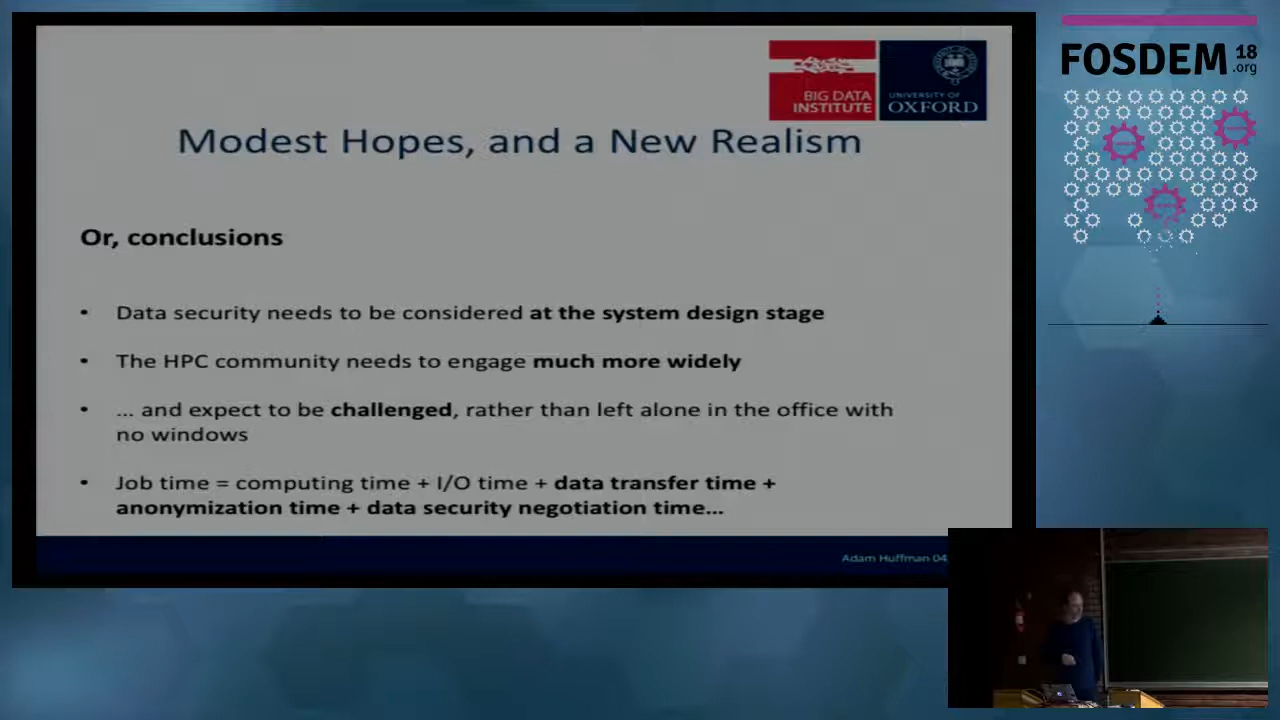 FOSDEM 18
.org
BIG DATA
INSTITUTE
UNIVERSITY OF
OXFORD
Modest Hopes, and a New Realism
Or, conclusions
• Data security needs to be considered at the system design stage
• The HPC community needs to engage much more widely
• ... and expect to be challenged, rather than left alone in the office with
no windows
• Job time = computing time + I/O time + data transfer time +
anonymization time + data security negotiation time...
Adam Huffman 04